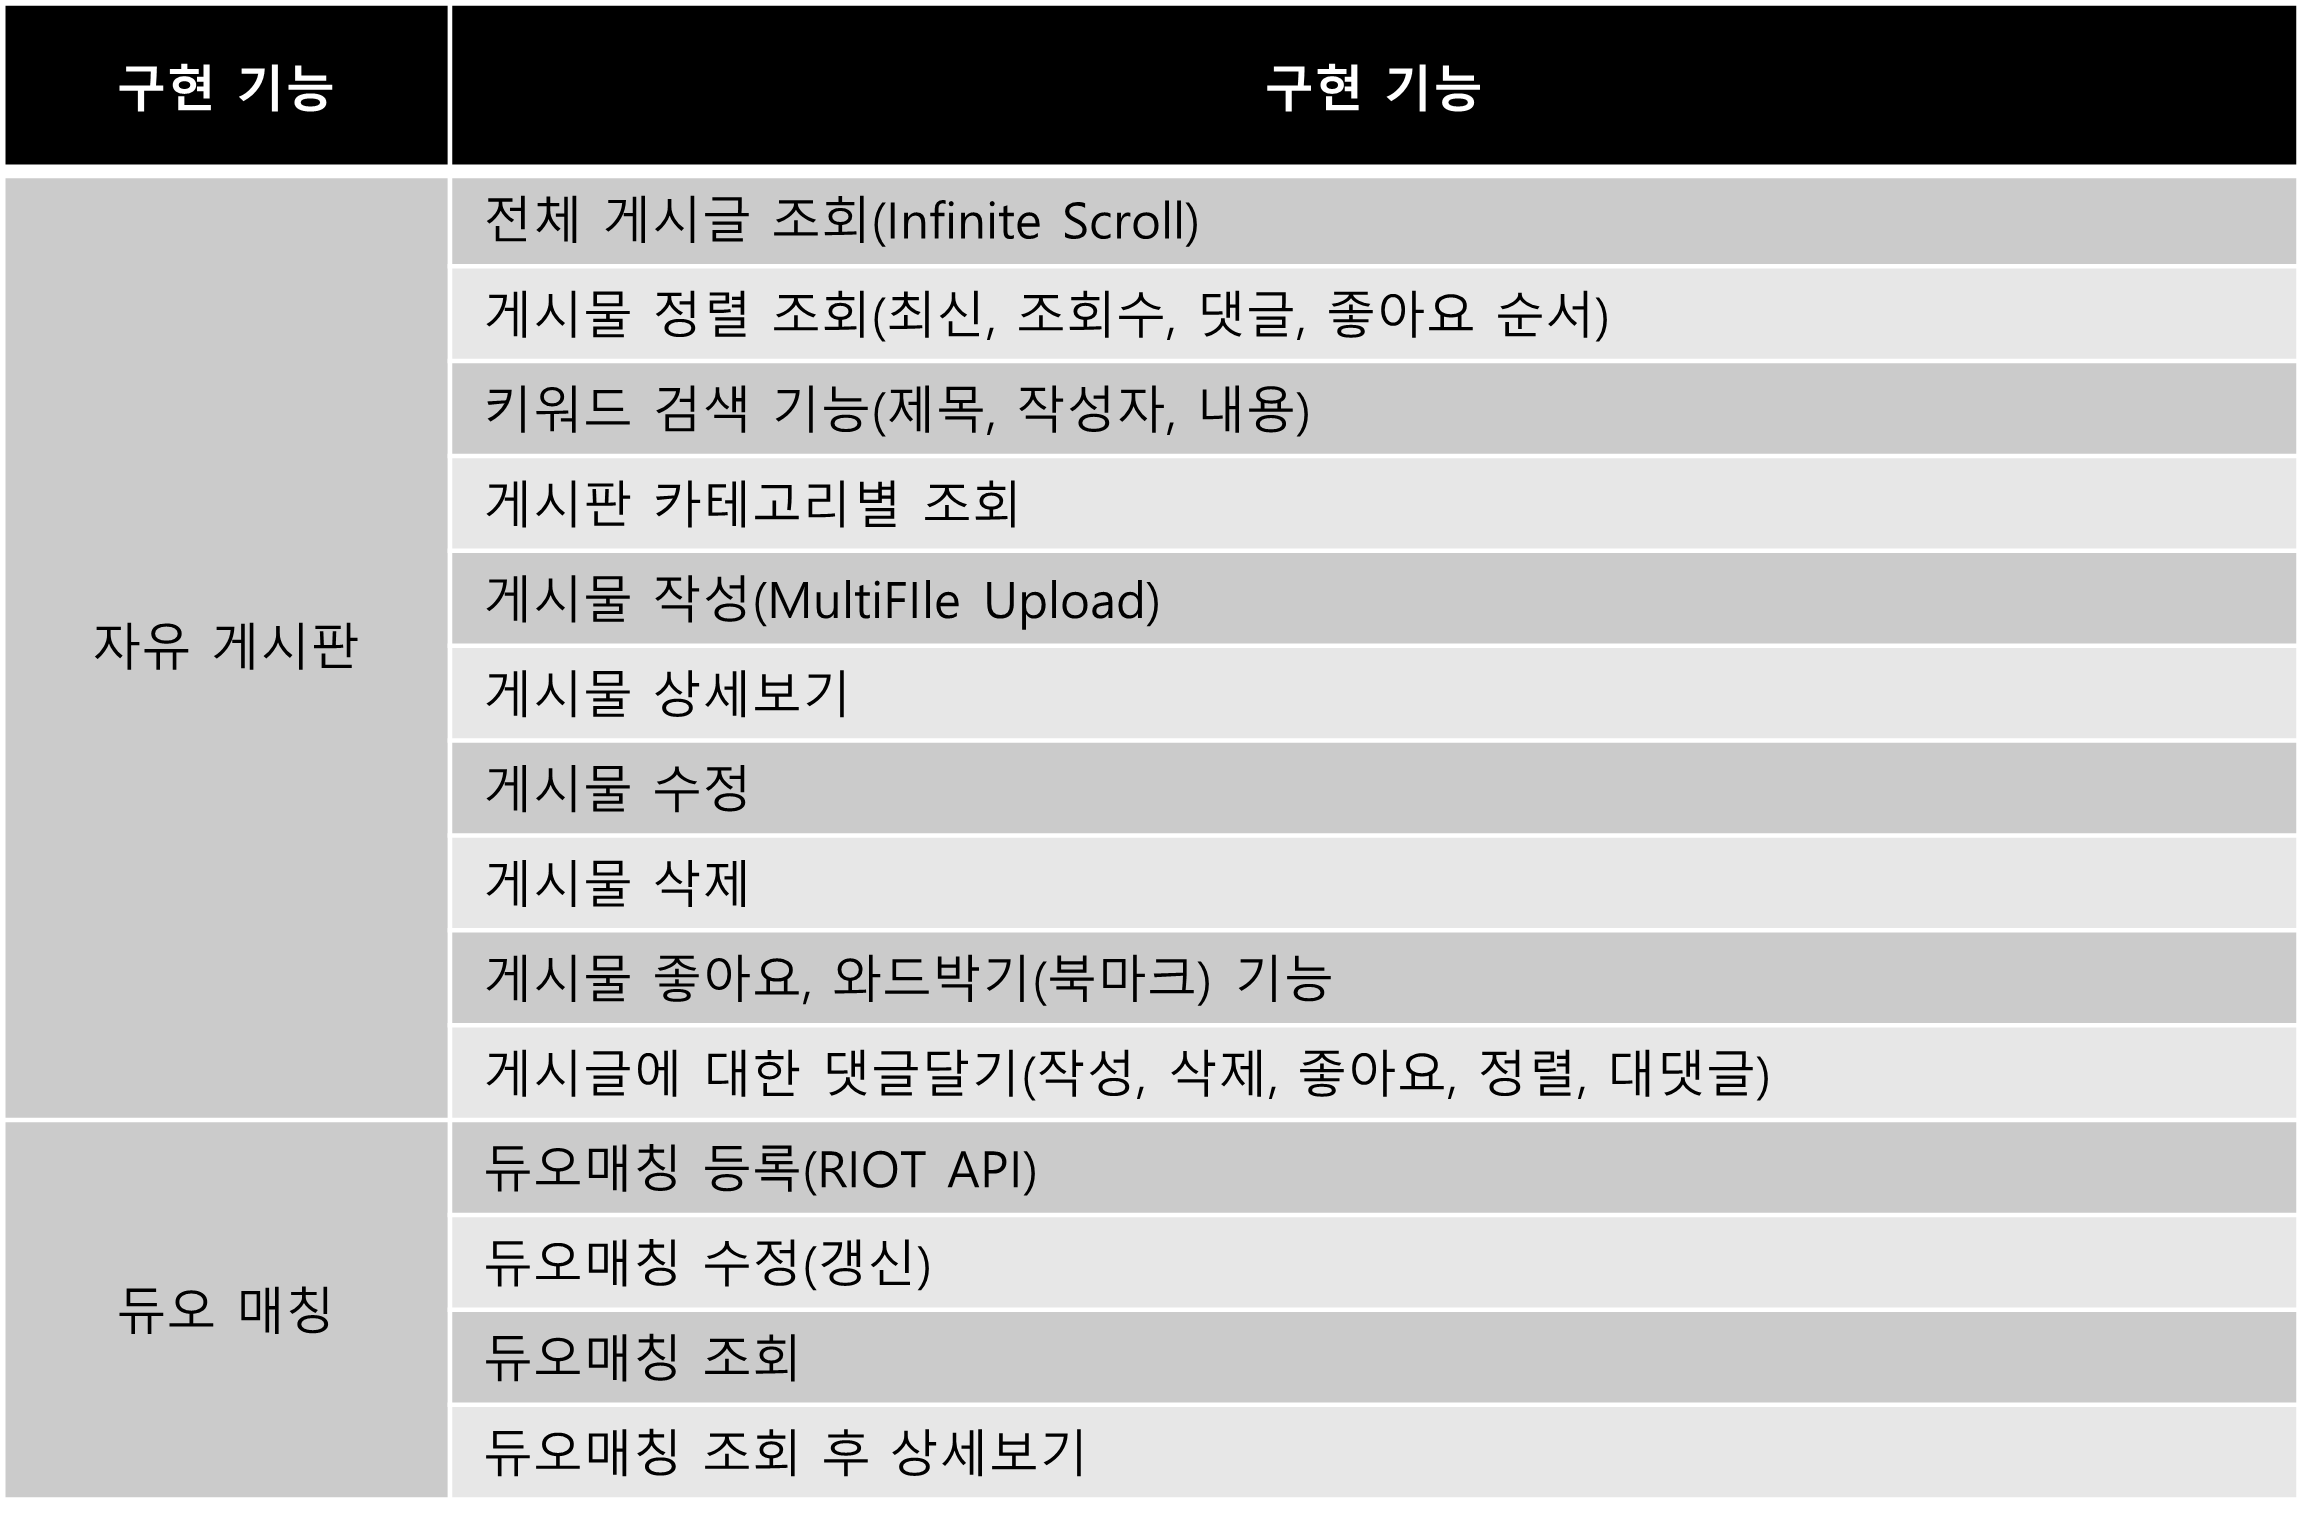 구현 기능
구현 기능
자유 게시판
전체 게시글 조회(Infinite Scroll)
게시물 정렬 조회(최신, 조회수, 댓글, 좋아요 순서)
키워드 검색 기능(제목, 작성자, 내용)
게시판 카테고리별 조회
게시물 작성(MultiFIle Upload)
게시물 상세보기
게시물 수정
게시물 삭제
게시물 좋아요, 와드박기(북마크) 기능
게시글에 대한 댓글달기(작성, 삭제, 좋아요, 정렬, 대댓글)
듀오 매칭
듀오매칭 등록(RIOT API)
듀오매칭 수정(갱신)
듀오매칭 조회
듀오매칭 조회 후 상세보기